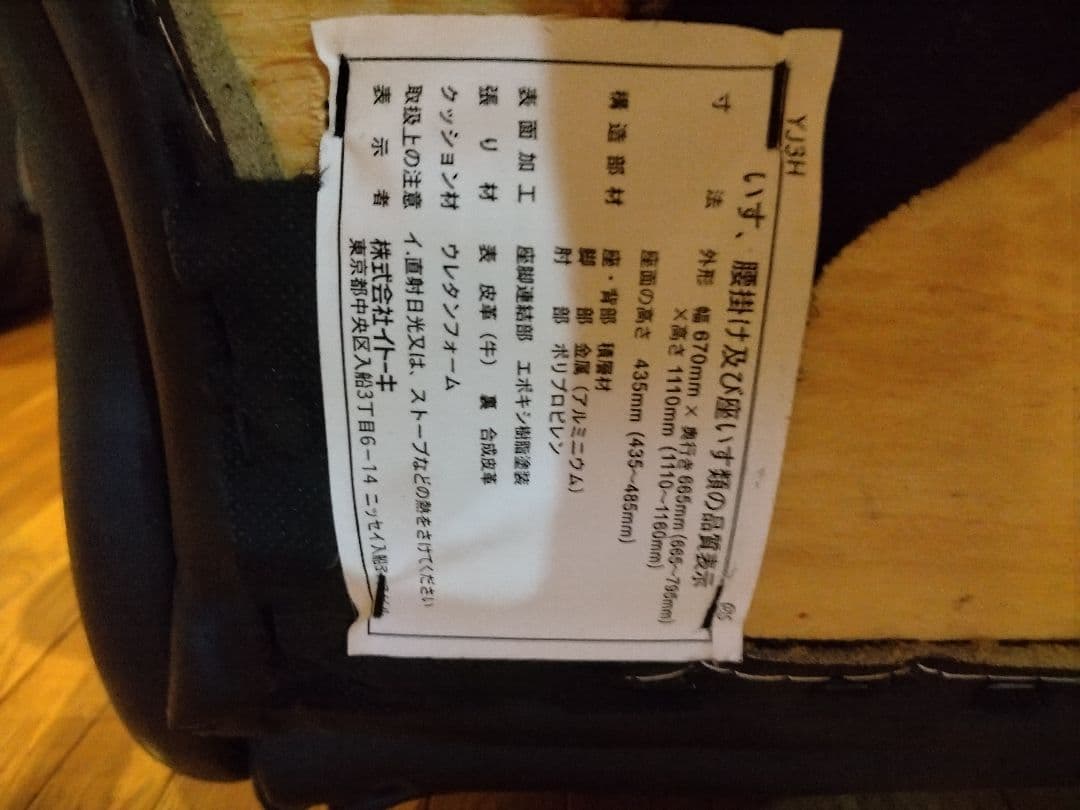 YJ3H
いす、腰掛け及び座いす類の品質表示
寸法 外形 幅 670mm × 奥行き 665mm (665～795mm)
×高さ 1110mm (1110～1160mm)
座面の高さ 435mm (435～485mm)
構造部材 座・背部 積層材
脚部 金属 (アルミニウム)
肘部 ポリプロピレン
表面加工 座脚連結部 エポキシ樹脂塗装
張り材 表 皮革 (牛) 裏 合成皮革
クッション材 ウレタンフォーム
取扱上の注意 イ.直射日光又は、ストーブなどの熱をさけてください
表示者 株式会社イトーキ
東京都中央区入船3丁目6-14 ニッセイ入船